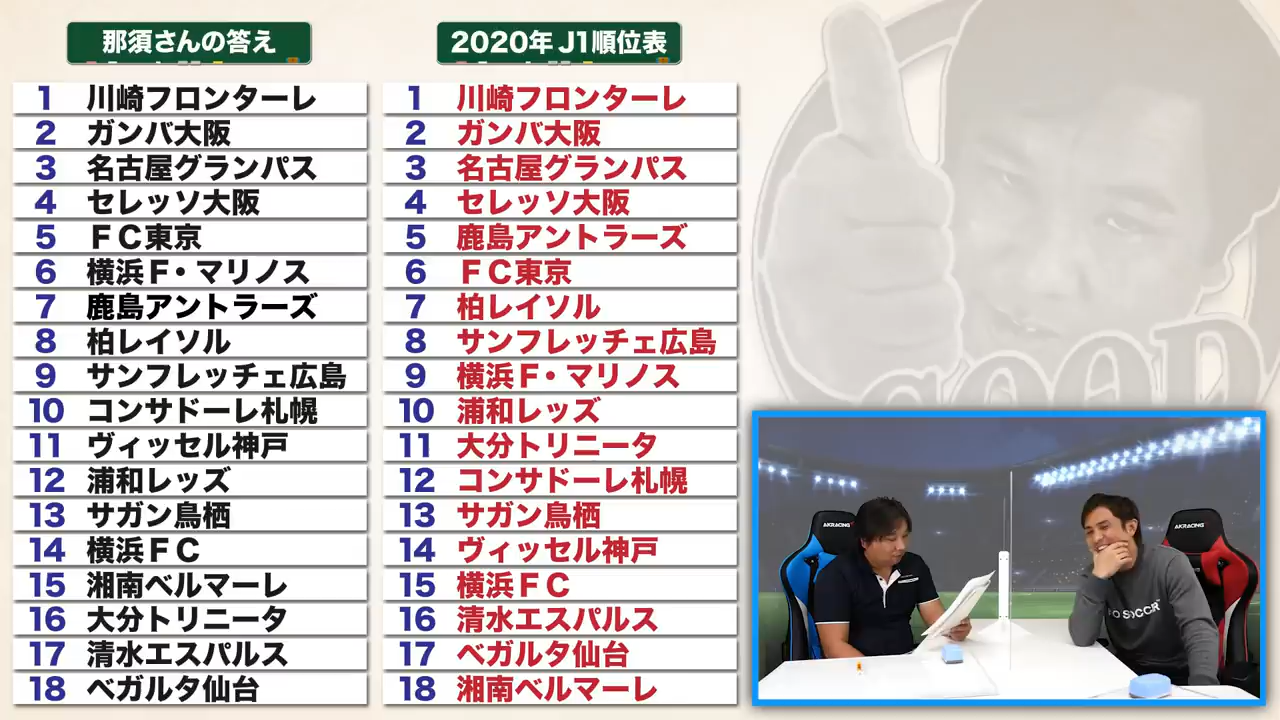 那須さんの答え
1 川崎フロンターレ
2 ガンバ大阪
3 名古屋グランパス
4 セレッソ大阪
5 FC東京
6 横浜F・マリノス
7 鹿島アントラーズ
8 柏レイソル
9 サンフレッチェ広島
10 コンサドーレ札幌
11 ヴィッセル神戸
12 浦和レッズ
13 サガン鳥栖
14 横浜FC
15 湘南ベルマーレ
16 大分トリニータ
17 清水エスパルス
18 ベガルタ仙台
2020年 J1順位表
1 川崎フロンターレ
2 ガンバ大阪
3 名古屋グランパス
4 セレッソ大阪
5 鹿島アントラーズ
6 FC東京
7 柏レイソル
8 サンフレッチェ広島
9 横浜F・マリノス
10 浦和レッズ
11 大分トリニータ
12 コンサドーレ札幌
13 サガン鳥栖
14 ヴィッセル神戸
15 横浜FC
16 清水エスパルス
17 ベガルタ仙台
18 湘南ベルマーレ
GOOD
AKRACING
AKRACING
SOCCER